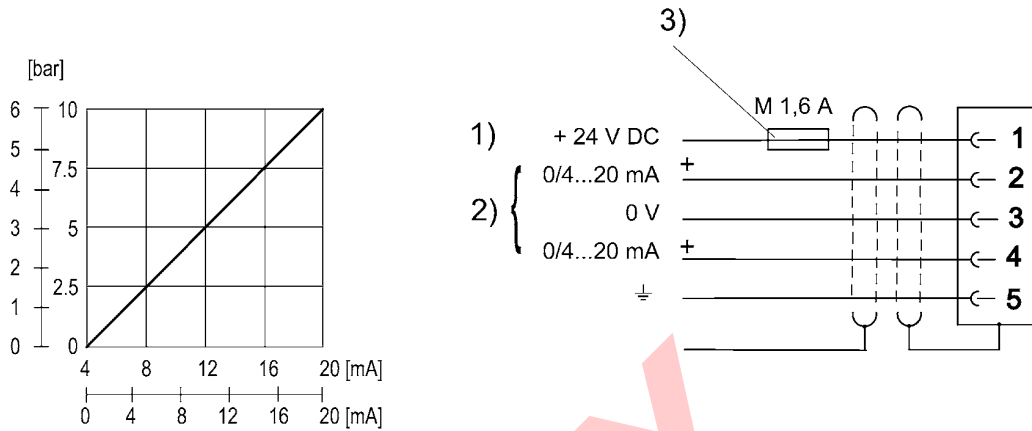 [bar]
6 10
5
7.5
4
3 5
2
2.5
1
0 0
4 8 12 16 20 [mA]
0 4 8 12 16 20 [mA]
3)
M 1,6 A
1) + 24 V DC 1
2) 0/4...20 mA + 2
0 V 3
0/4...20 mA + 4
5